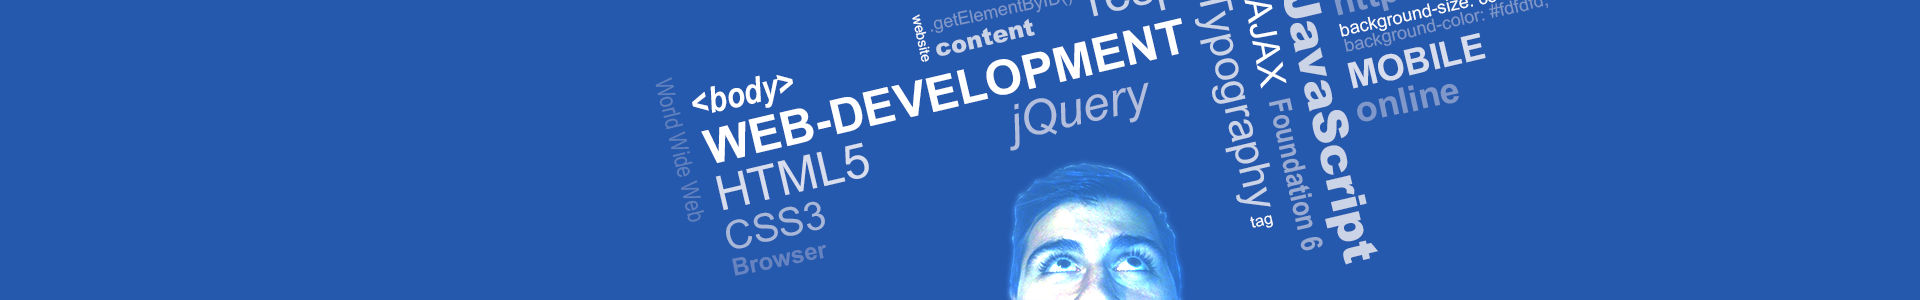 .getElementByID()
website
content
WEB-DEVELOPMENT
<body>
World Wide Web
HTML5
CSS3
Browser
jQuery
Typography
tag
AJAX
Foundation 6
JavaScript
background-color: #fdfdfd;
MOBILE
online